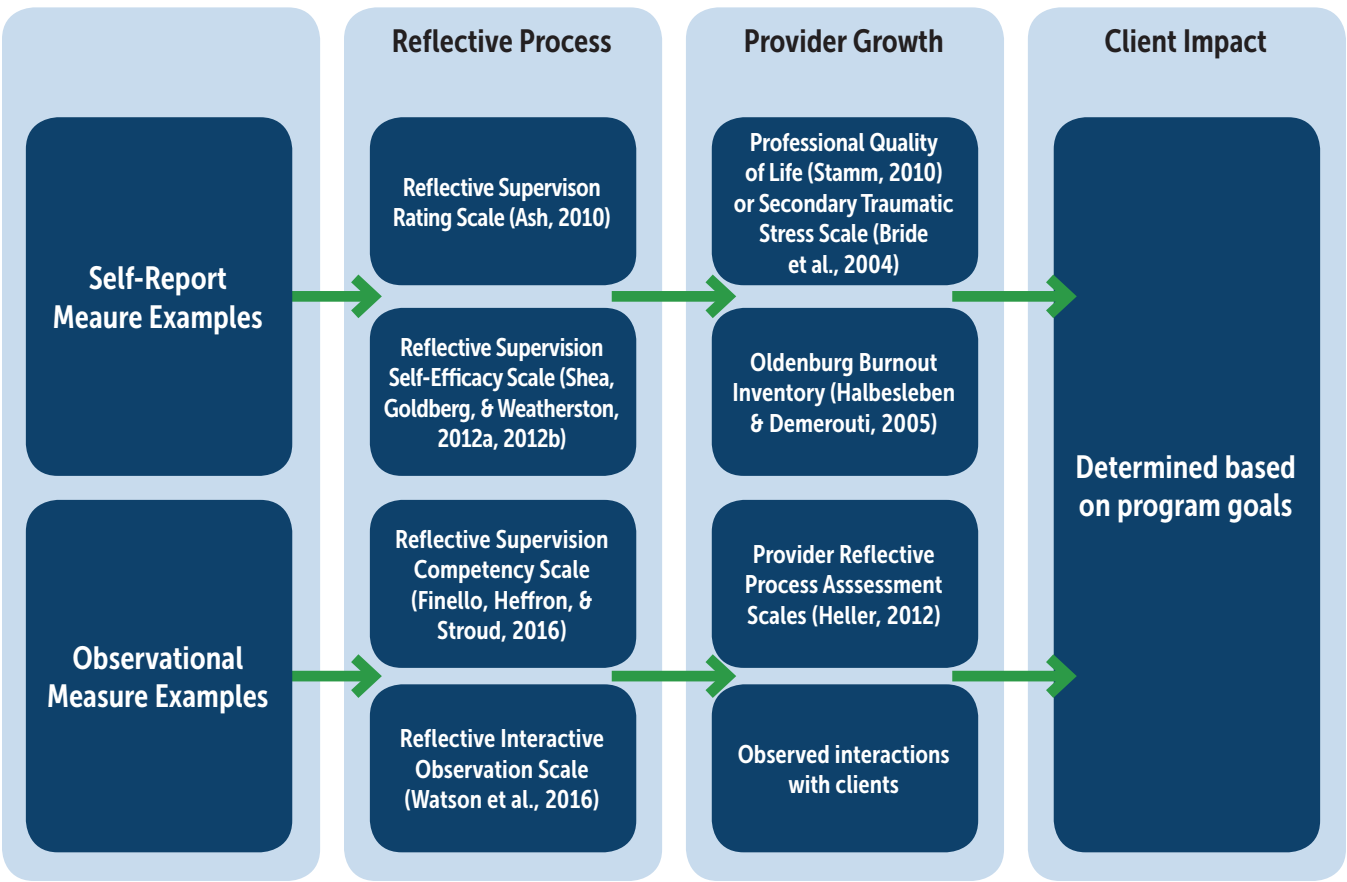 Reflective Process
Provider Growth
Client Impact
Self-Report
Meaure Examples
Reflective Supervison
Rating Scale (Ash, 2010)
Reflective Supervision
Self-Efficacy Scale (Shea,
Goldberg, & Weatherston,
2012a, 2012b)
Professional Quality
of Life (Stamm, 2010)
or Secondary Traumatic
Stress Scale (Bride
et al., 2004)
Oldenburg Burnout
Inventory (Halbesleben
& Demerouti, 2005)
Observational
Measure Examples
Reflective Supervision
Competency Scale
(Finello, Heffron, &
Stroud, 2016)
Reflective Interactive
Observation Scale
(Watson et al., 2016)
Provider Reflective
Process Asssessment
Scales (Heller, 2012)
Observed interactions
with clients
Determined based
on program goals